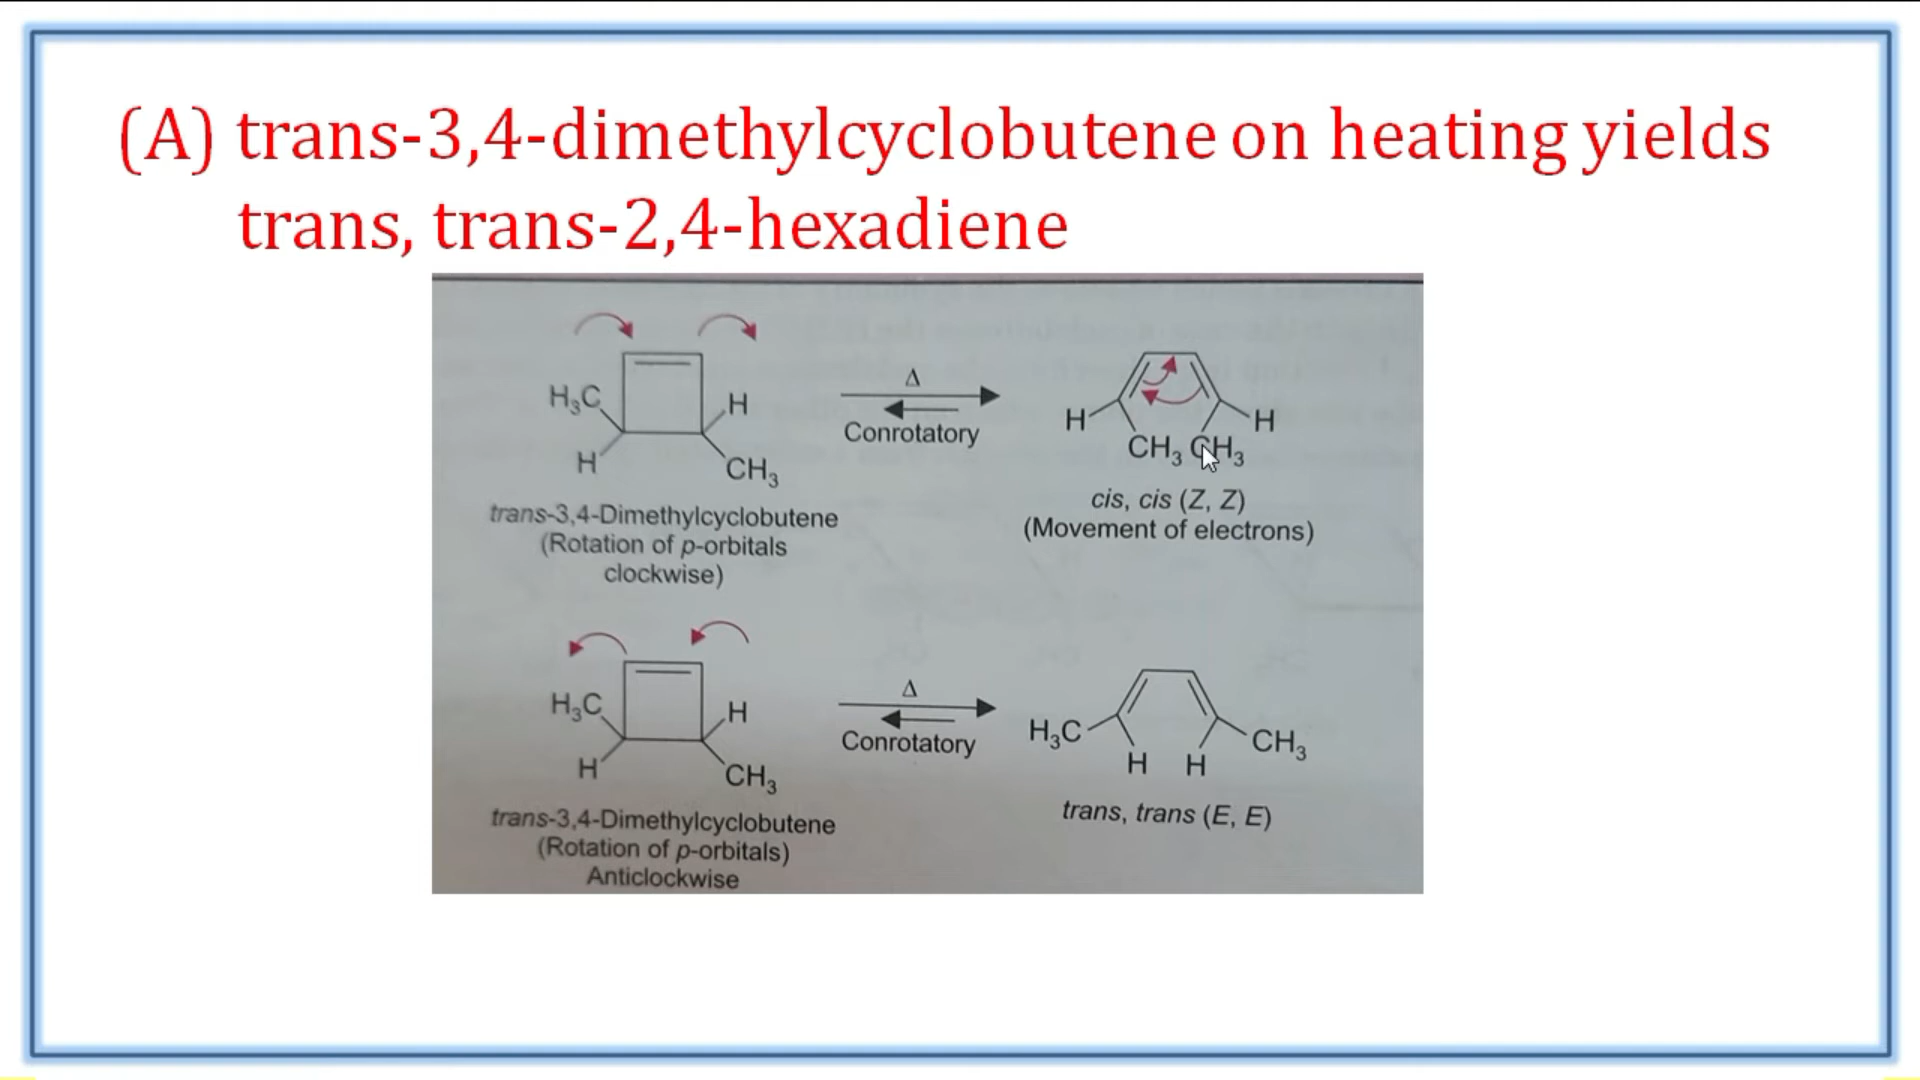 (A) trans-3,4-dimethylcyclobutene on heating yields
trans, trans-2,4-hexadiene
H₃C
H
H
CH₃
Δ
Conrotatory
H
H
CH₃ CH₃
trans-3,4-Dimethylcyclobutene
(Rotation of p-orbitals
clockwise)
cis, cis (Z, Z)
(Movement of electrons)
H₃C
H
H
CH₃
Δ
Conrotatory
H₃C
CH₃
H H
trans-3,4-Dimethylcyclobutene
(Rotation of p-orbitals)
Anticlockwise
trans, trans (E, E)